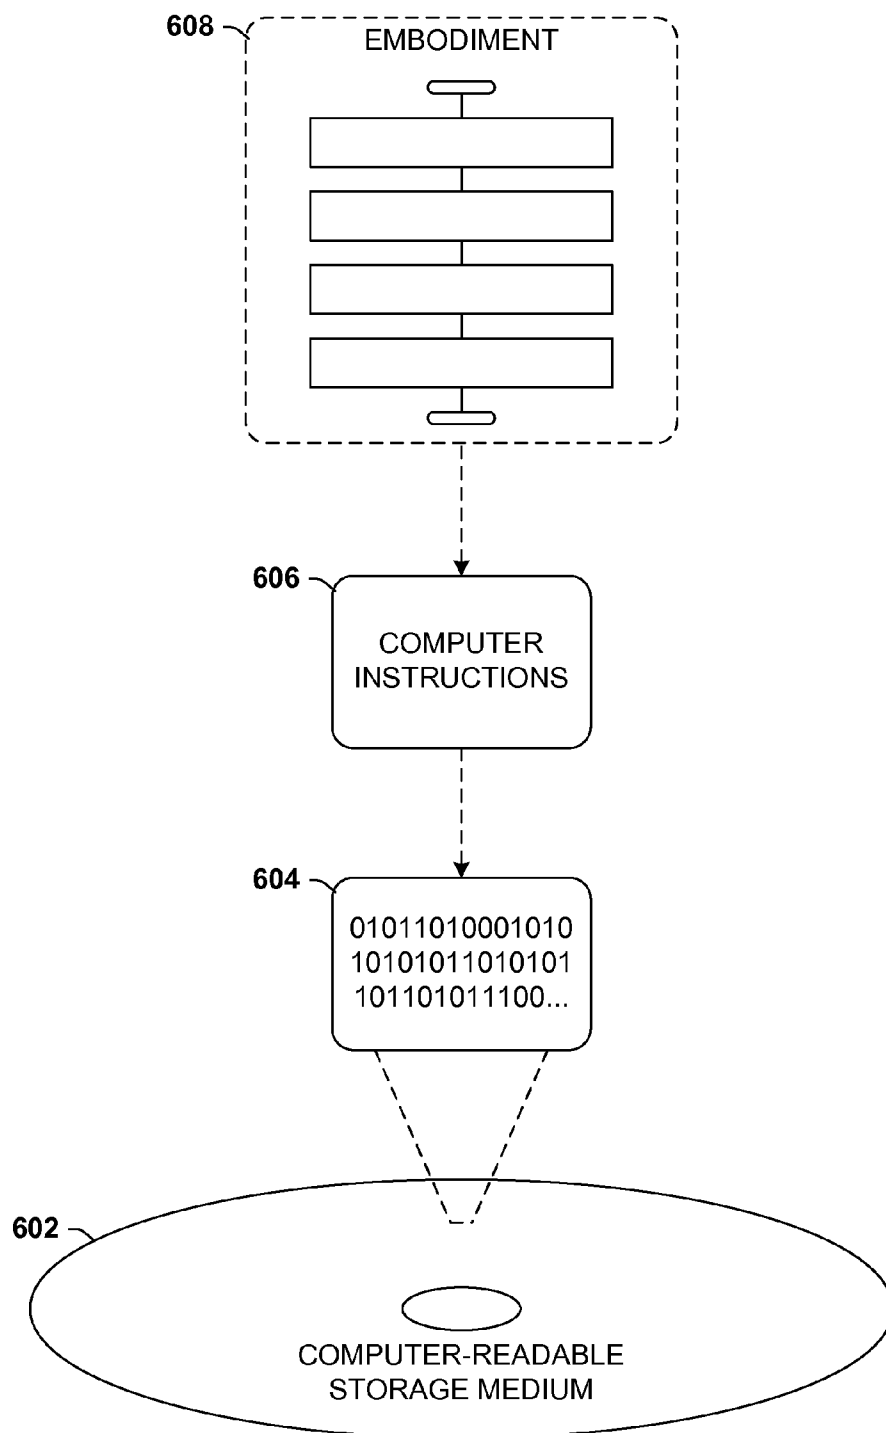 608
EMBODIMENT
606
COMPUTER
INSTRUCTIONS
604
01011010001010
10101011010101
101101011100...
602
COMPUTER-READABLE
STORAGE MEDIUM